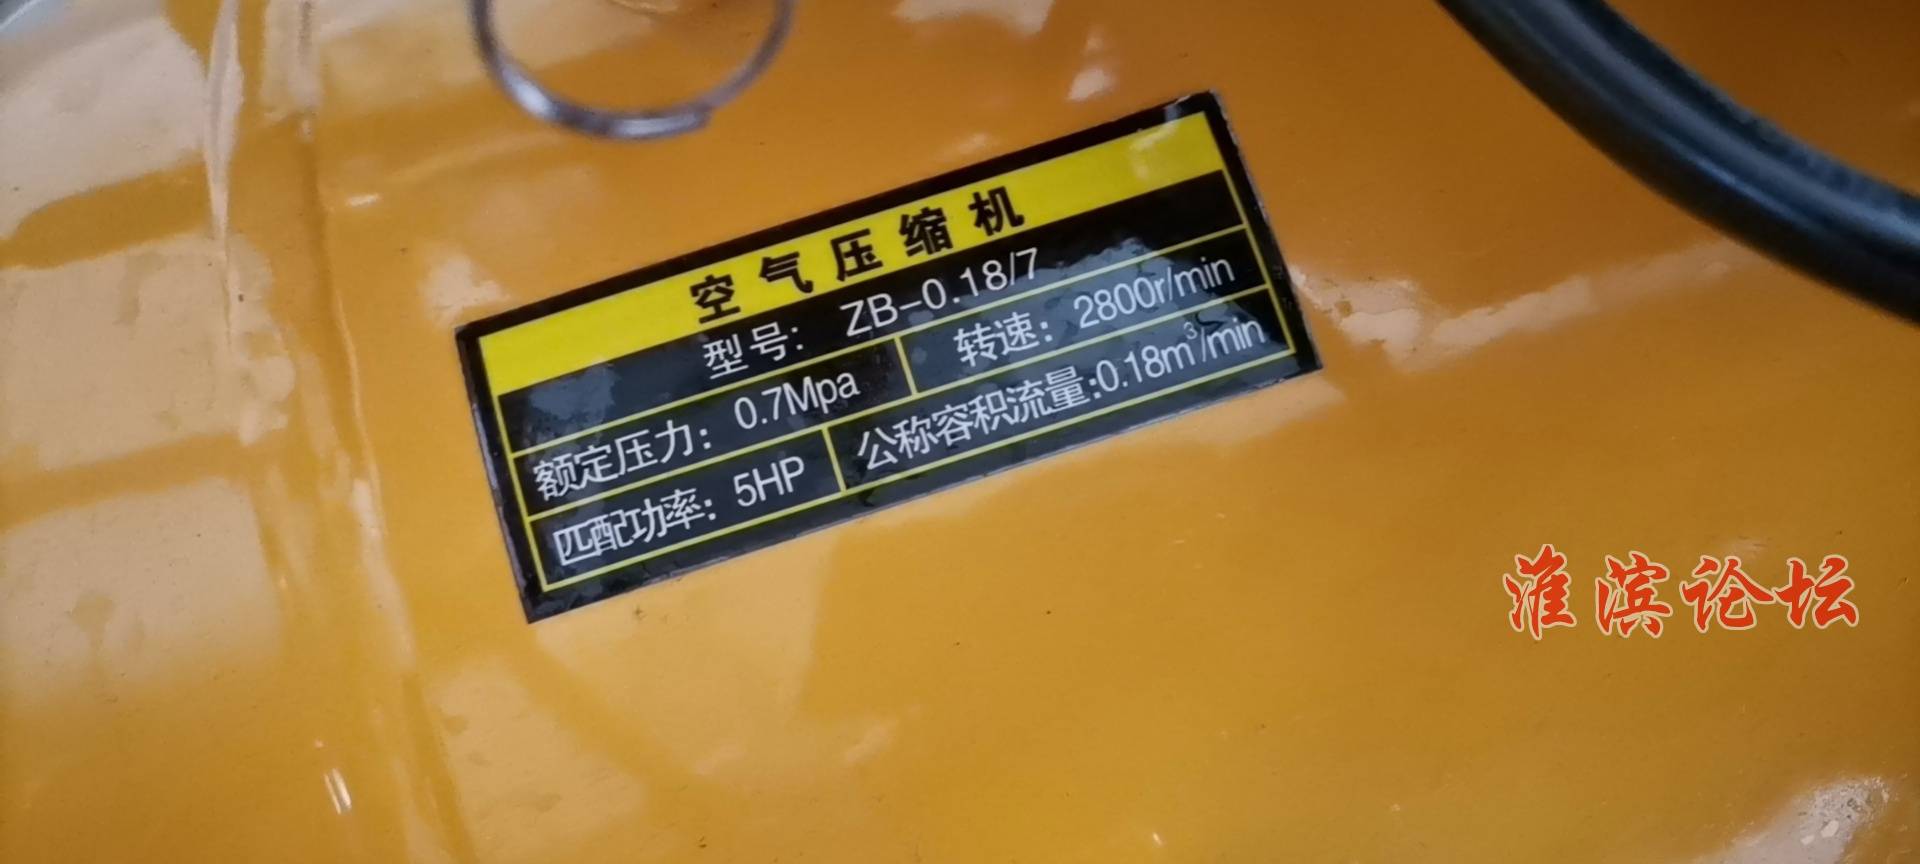 空气压缩机
型号: ZB-0.18/7
额定压力: 0.7Mpa 转速: 2800r/min
匹配功率: 5HP 公称容积流量:0.18m³/min
淮滨论坛